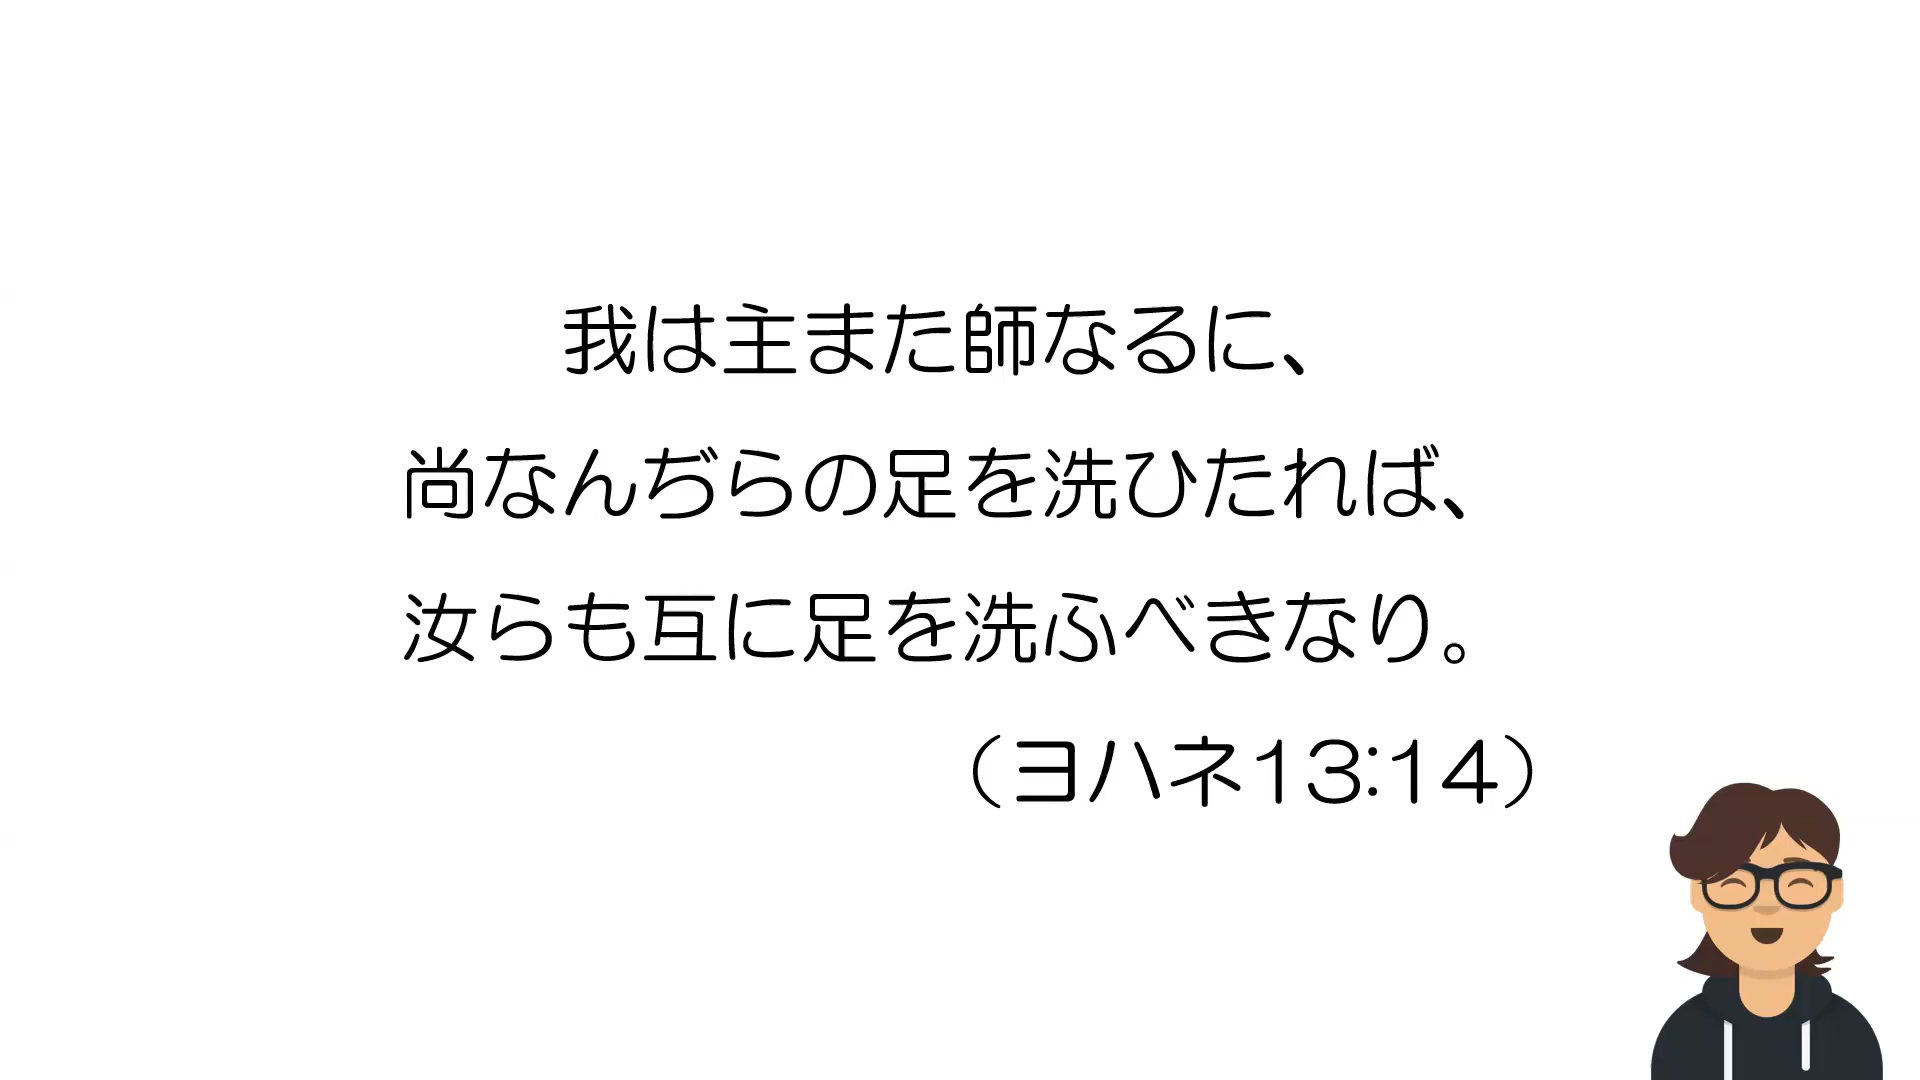 我は主また師なるに、
尚なんぢらの足を洗ひたれば、
汝らも互に足を洗ふべきなり。
（ヨハネ13:14）